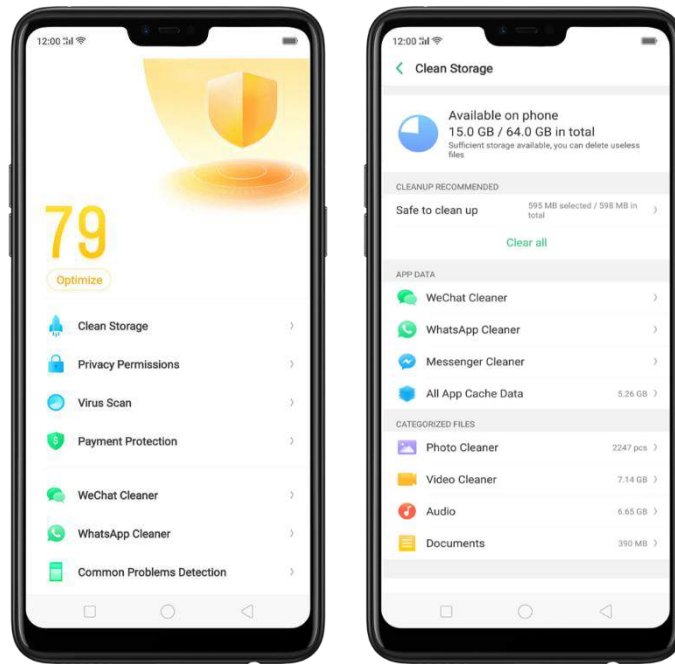 12:00
79
Optimize
Clean Storage
Privacy Permissions
Virus Scan
Payment Protection
WeChat Cleaner
WhatsApp Cleaner
Common Problems Detection
12:00
Clean Storage
Available on phone
15.0 GB / 64.0 GB in total
Sufficient storage available, you can delete useless
files
CLEANUP RECOMMENDED
Safe to clean up
595 MB selected / 598 MB in
total
Clear all
APP DATA
WeChat Cleaner
WhatsApp Cleaner
Messenger Cleaner
All App Cache Data 5.26 GB
CATEGORIZED FILES
Photo Cleaner 2247 pcs
Video Cleaner 7.14 GB
Audio 6.65 GB
Documents 390 MB